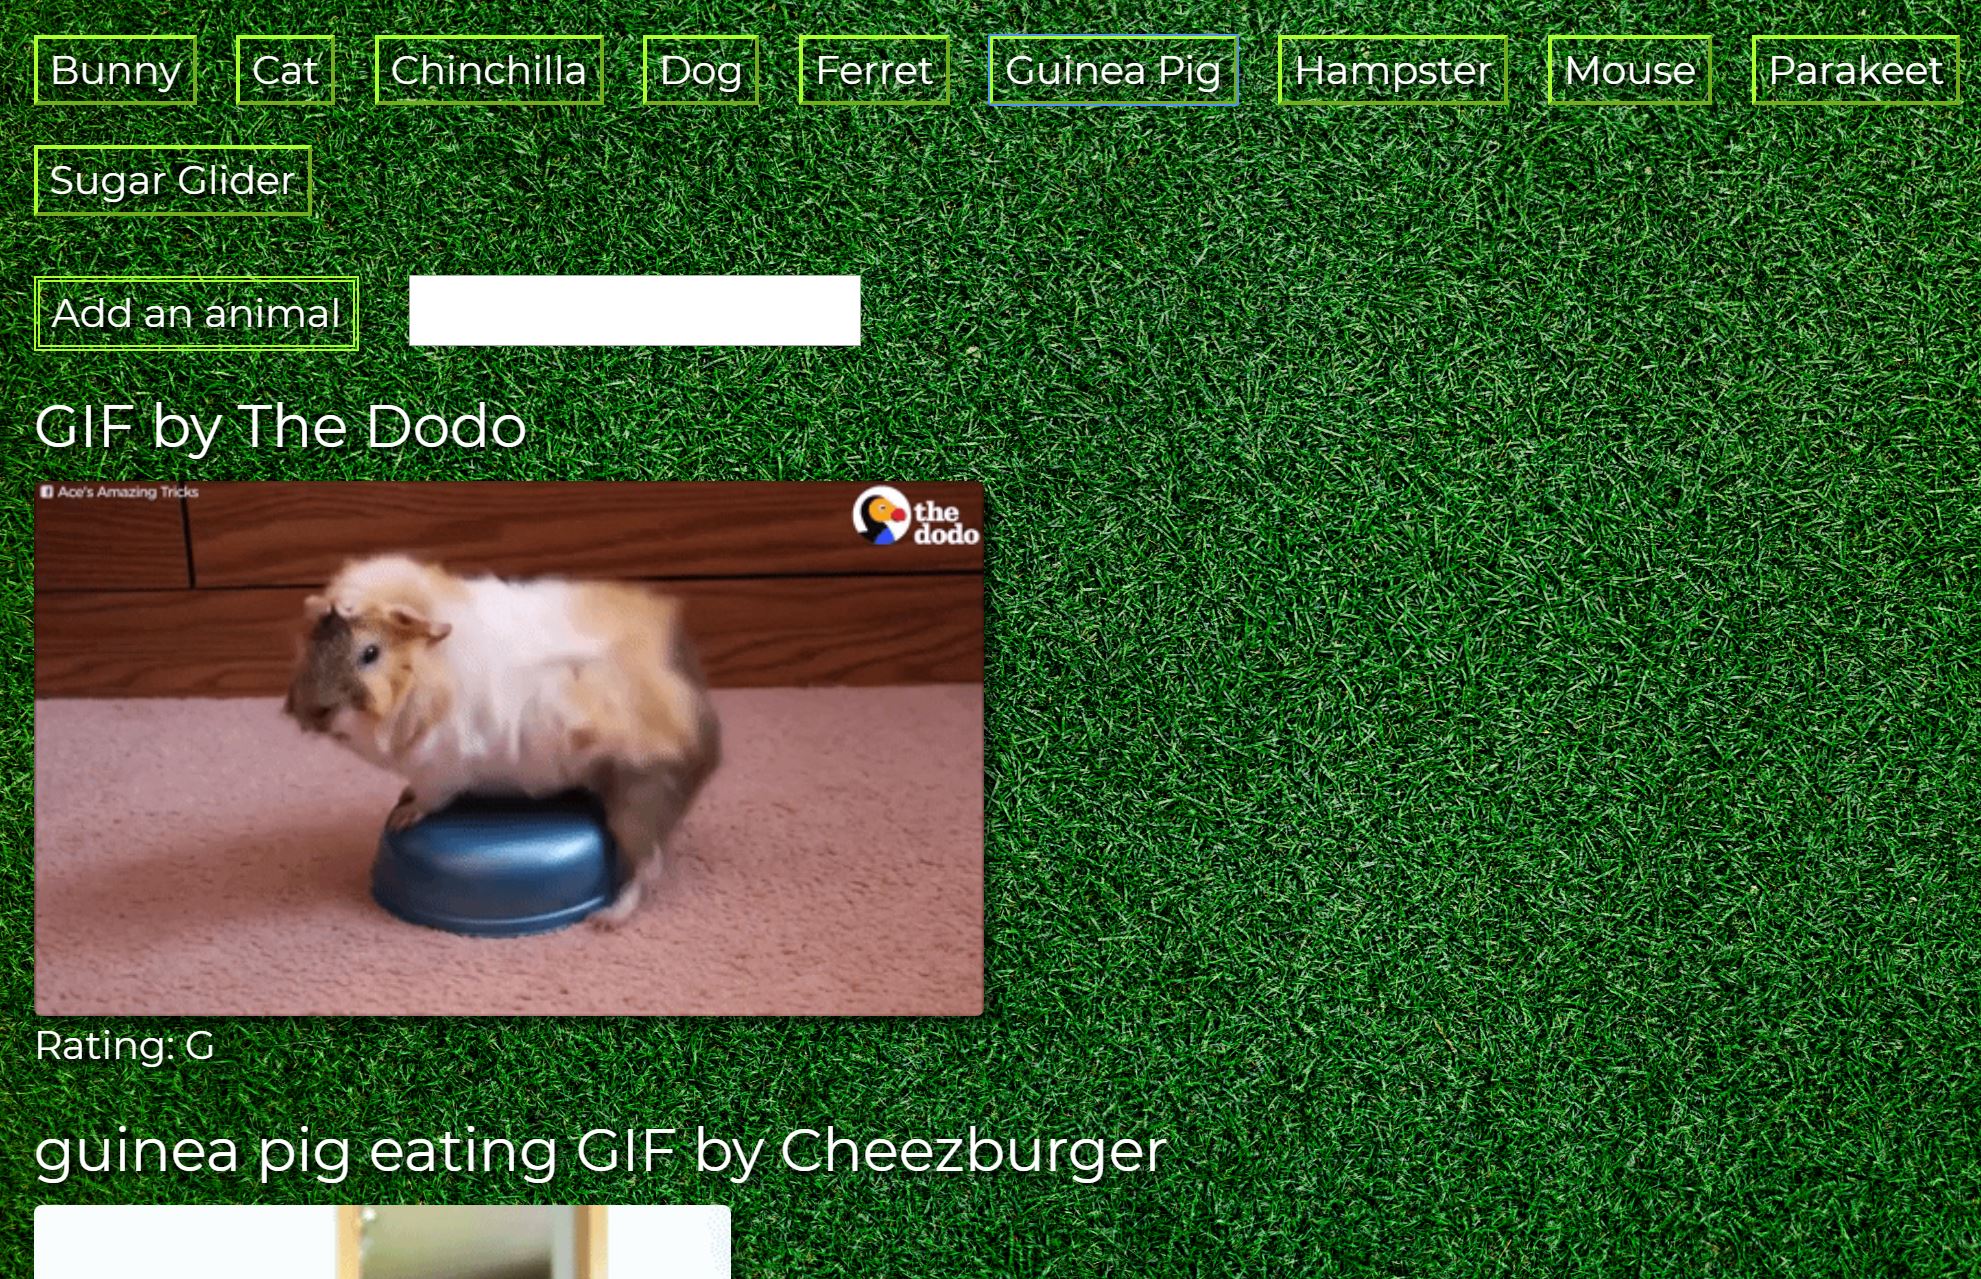 Bunny Cat Chinchilla Dog Ferret Guinea Pig Hampster Mouse Parakeet
Sugar Glider
Add an animal
GIF by The Dodo
Ace's Amazing Tricks
the
dodo
Rating: G
guinea pig eating GIF by Cheezburger